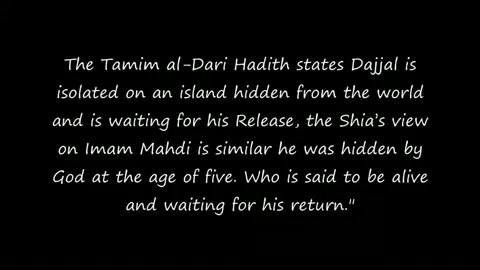 The Tamim al-Dari Hadith states Dajjal is
isolated on an island hidden from the world
and is waiting for his Release, the Shia's view
on Imam Mahdi is similar he was hidden by
God at the age of five. Who is said to be alive
and waiting for his return."